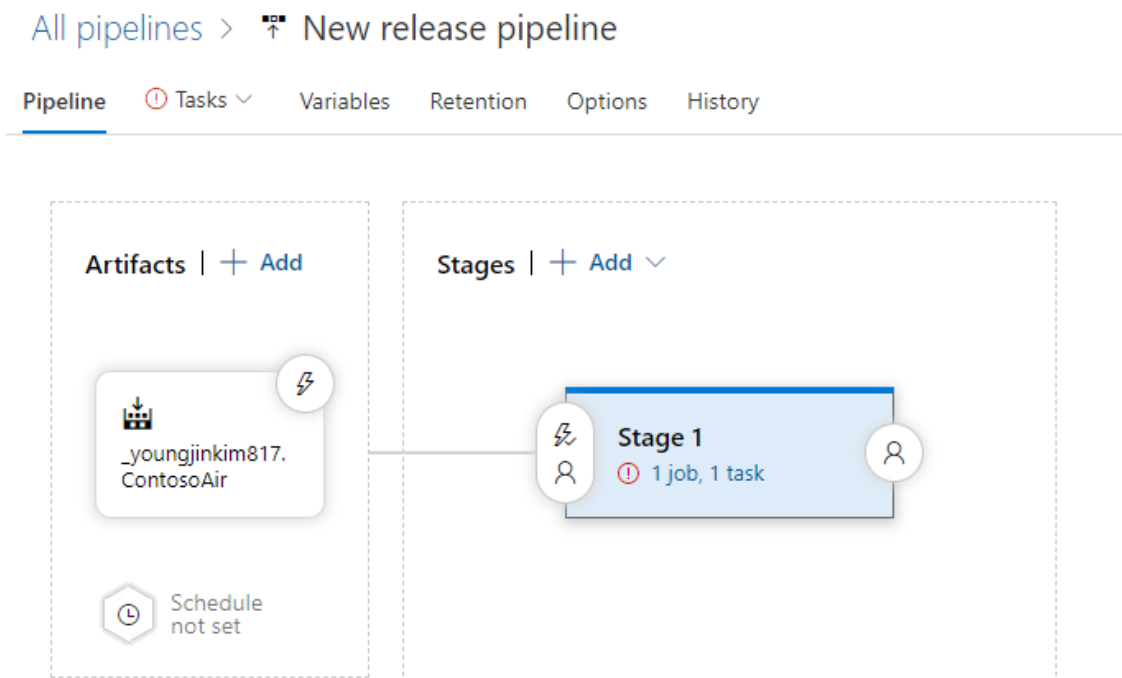 All pipelines > New release pipeline
Pipeline Tasks Variables Retention Options History
Artifacts | + Add
Stages | + Add
_youngjinkim817.
ContosoAir
Stage 1
1 job, 1 task
Schedule
not set